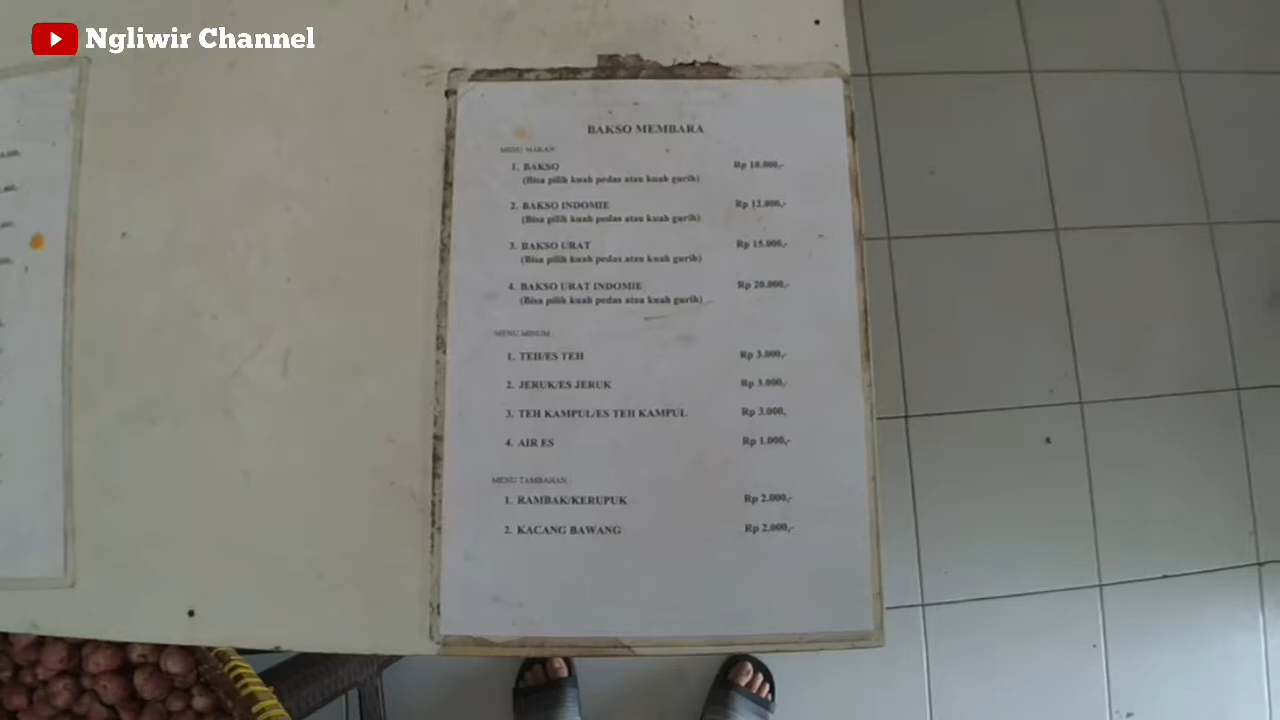 Ngliwir Channel
BAKSO MEMBARA
MENU MAKAN
1. BAKSO Rp 10.000,-
(Bisa pilih kuah pedas atau kuah gurih)
2. BAKSO INDOMIE Rp 12.000,-
(Bisa pilih kuah pedas atau kuah gurih)
3. BAKSO URAT Rp 15.000,-
(Bisa pilih kuah pedas atau kuah gurih)
4. BAKSO URAT INDOMIE Rp 20.000,-
(Bisa pilih kuah pedas atau kuah gurih)
MENU MINUM :
1. TEH/ES TEH Rp 3.000,-
2. JERUK/ES JERUK Rp 3.000,-
3. TEH KAMPUL/ES TEH KAMPUL Rp 3.000,
4. AIR ES Rp 1.000,-
MENU TAMBAHAN :
1. RAMBAK/KERUPUK Rp 2.000,-
2. KACANG BAWANG Rp 2.000,-